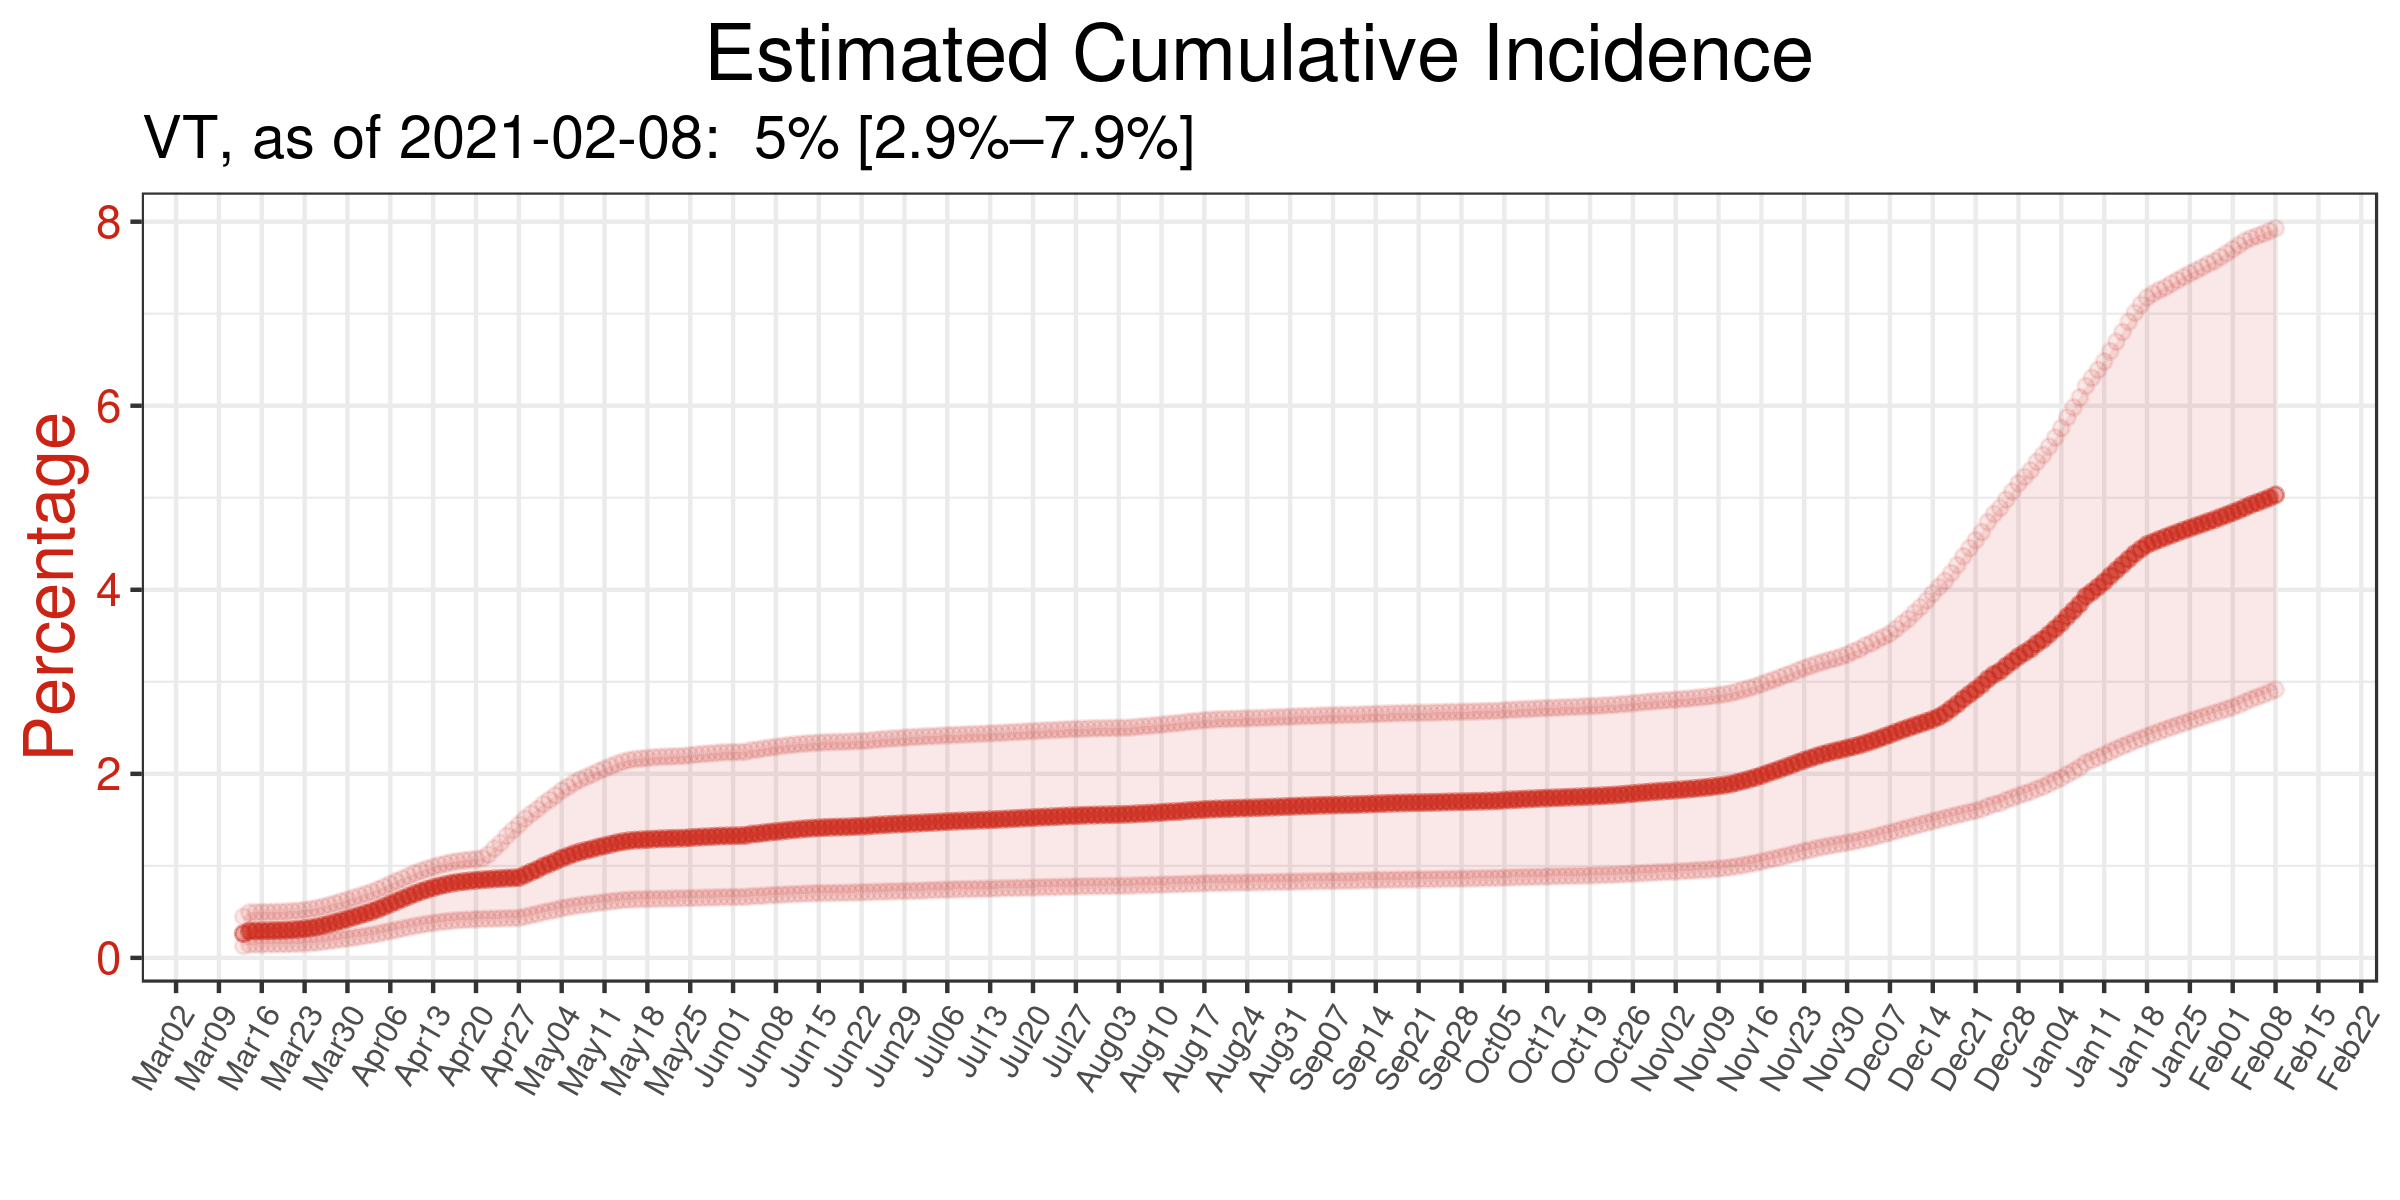 Estimated Cumulative Incidence
VT, as of 2021-02-08:  5% [2.9%–7.9%]
Percentage
8
6
4
2
0
Mar02
Mar09
Mar16
Mar23
Mar30
Apr06
Apr13
Apr20
Apr27
May04
May11
May18
May25
Jun01
Jun08
Jun15
Jun22
Jun29
Jul06
Jul13
Jul20
Jul27
Aug03
Aug10
Aug17
Aug24
Aug31
Sep07
Sep14
Sep21
Sep28
Oct05
Oct12
Oct19
Oct26
Nov02
Nov09
Nov16
Nov23
Nov30
Dec07
Dec14
Dec21
Dec28
Jan04
Jan11
Jan18
Jan25
Feb01
Feb08
Feb15
Feb22